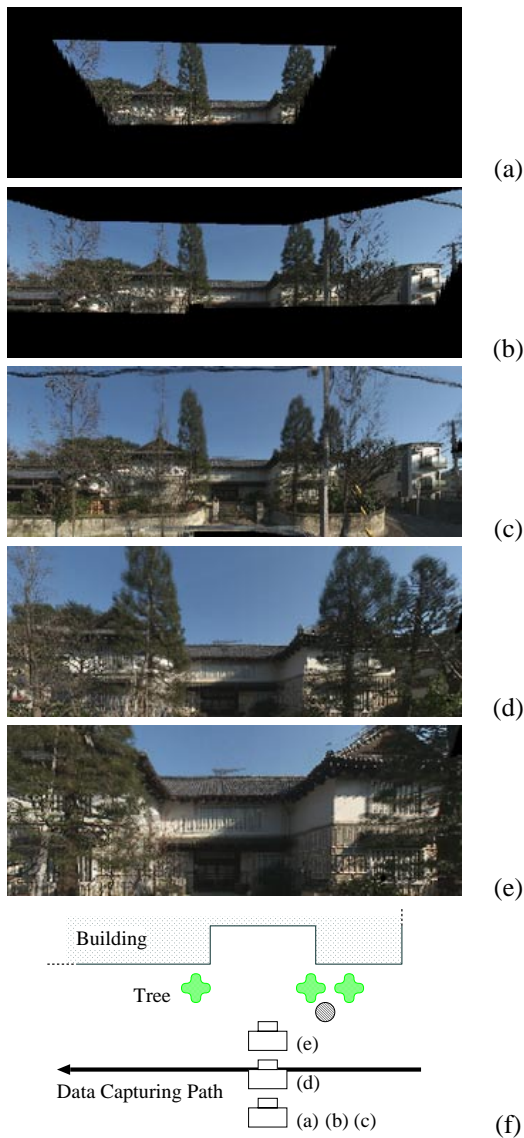 (a)
(b)
(c)
(d)
(e)
Building
Tree
(e)
(d)
Data Capturing Path
(a) (b) (c)
(f)